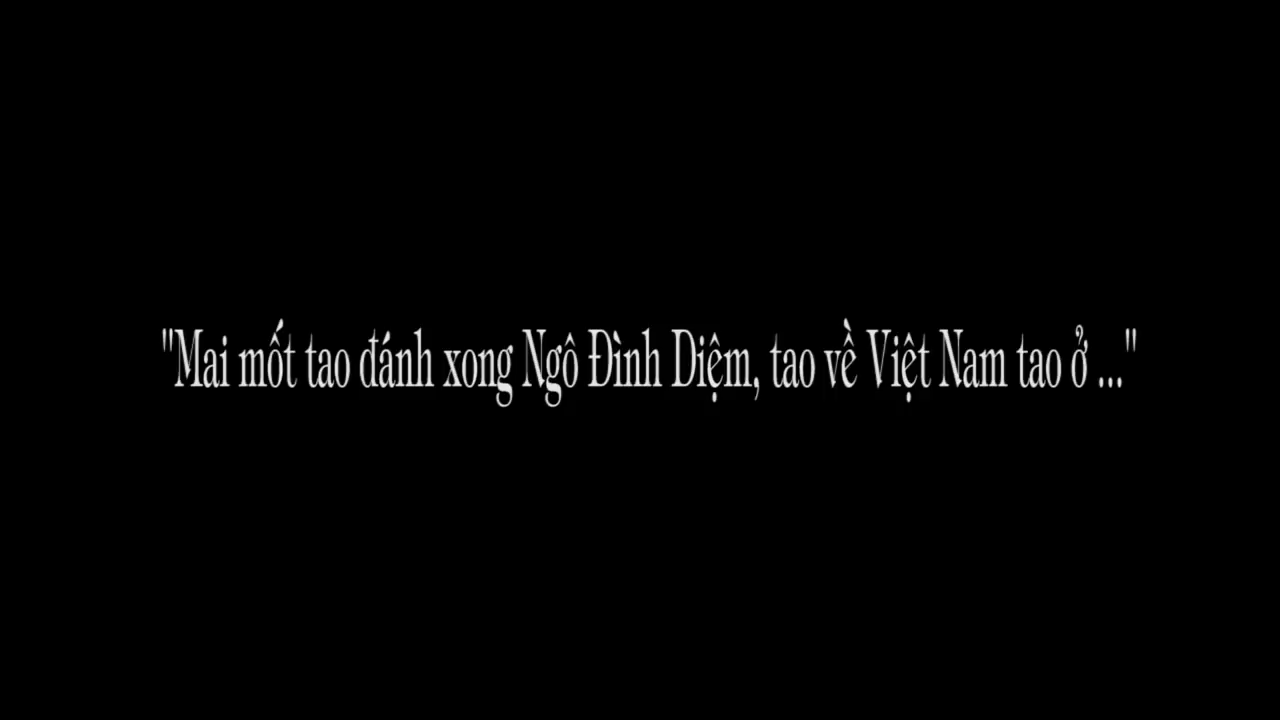 "Mai mốt tao đánh xong Ngô Đình Diệm, tao về Việt Nam tao ở ..."